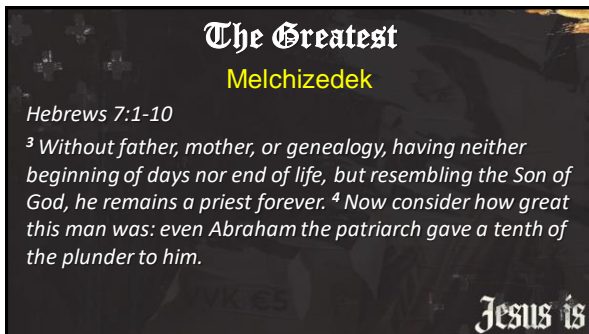 The Greatest
Melchizedek
Hebrews 7:1-10
³ Without father, mother, or genealogy, having neither
beginning of days nor end of life, but resembling the Son of
God, he remains a priest forever. ⁴ Now consider how great
this man was: even Abraham the patriarch gave a tenth of
the plunder to him.
Jesus is